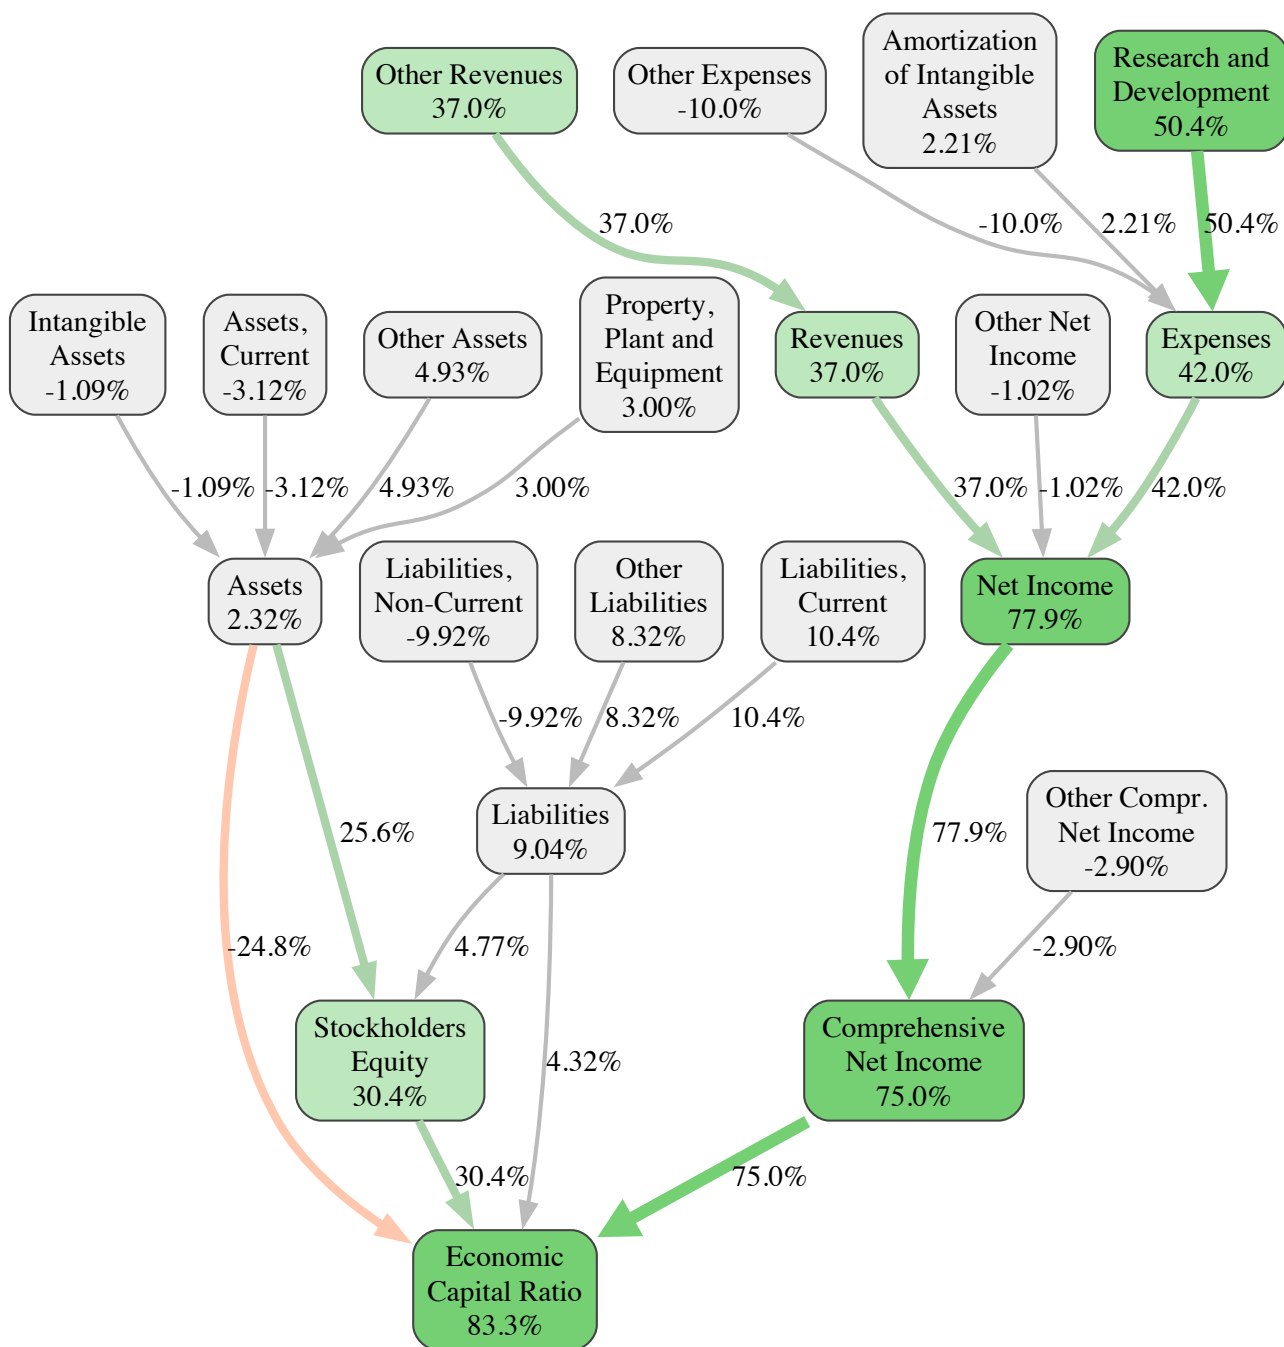 Other Revenues
37.0%
Other Expenses
-10.0%
Amortization
of Intangible
Assets
2.21%
Research and
Development
50.4%
37.0%
-10.0%
2.21%
50.4%
Intangible
Assets
-1.09%
Assets,
Current
-3.12%
Other Assets
4.93%
Property,
Plant and
Equipment
3.00%
Revenues
37.0%
Other Net
Income
-1.02%
Expenses
42.0%
-1.09%
-3.12%
4.93%
3.00%
37.0%
-1.02%
42.0%
Assets
2.32%
Liabilities,
Non-Current
-9.92%
Other
Liabilities
8.32%
Liabilities,
Current
10.4%
Net Income
77.9%
-9.92%
8.32%
10.4%
25.6%
Liabilities
9.04%
77.9%
Other Compr.
Net Income
-2.90%
-24.8%
4.77%
-2.90%
Stockholders
Equity
30.4%
4.32%
Comprehensive
Net Income
75.0%
30.4%
75.0%
Economic
Capital Ratio
83.3%